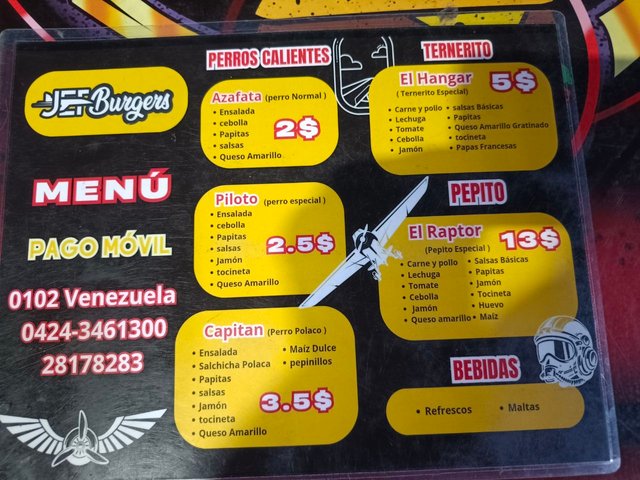 JEF Burgers
MENÚ
PAGO MÓVIL
0102 Venezuela
0424-3461300
28178283
PERROS CALIENTES
Azafata (perro Normal)
• Ensalada
• cebolla
• Papitas
• salsas
• Queso Amarillo
2$
Piloto (perro especial)
• Ensalada
• cebolla
• Papitas
• salsas
• Jamón
• tocineta
• Queso Amarillo
2.5$
Capitan (Perro Polaco)
• Ensalada
• Salchicha Polaca
• Papitas
• salsas
• Jamón
• tocineta
• Queso Amarillo
• Maíz Dulce
• pepinillos
3.5$
TERNERITO
El Hangar
(Ternerito Especial)
5$
• Carne y pollo
• Lechuga
• Tomate
• Cebolla
• Jamón
• salsas Básicas
• Papitas
• Queso Amarillo Gratinado
• tocineta
• Papas Francesas
PEPITO
El Raptor
(Pepito Especial)
13$
• Carne y pollo
• Lechuga
• Tomate
• Cebolla
• Jamón
• Queso amarillo
• Salsas Básicas
• Papitas
• Jamón
• Tocineta
• Huevo
• Maíz
BEBIDAS
• Refrescos
• Maltas